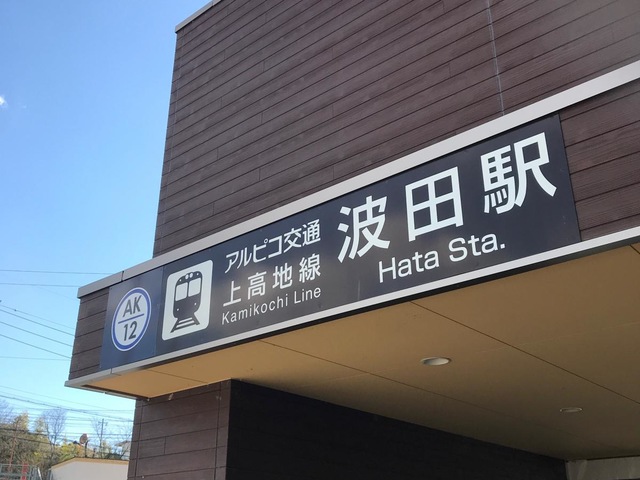 AK
12
アルピコ交通
上高地線
Kamikochi Line
波田駅
Hata Sta.